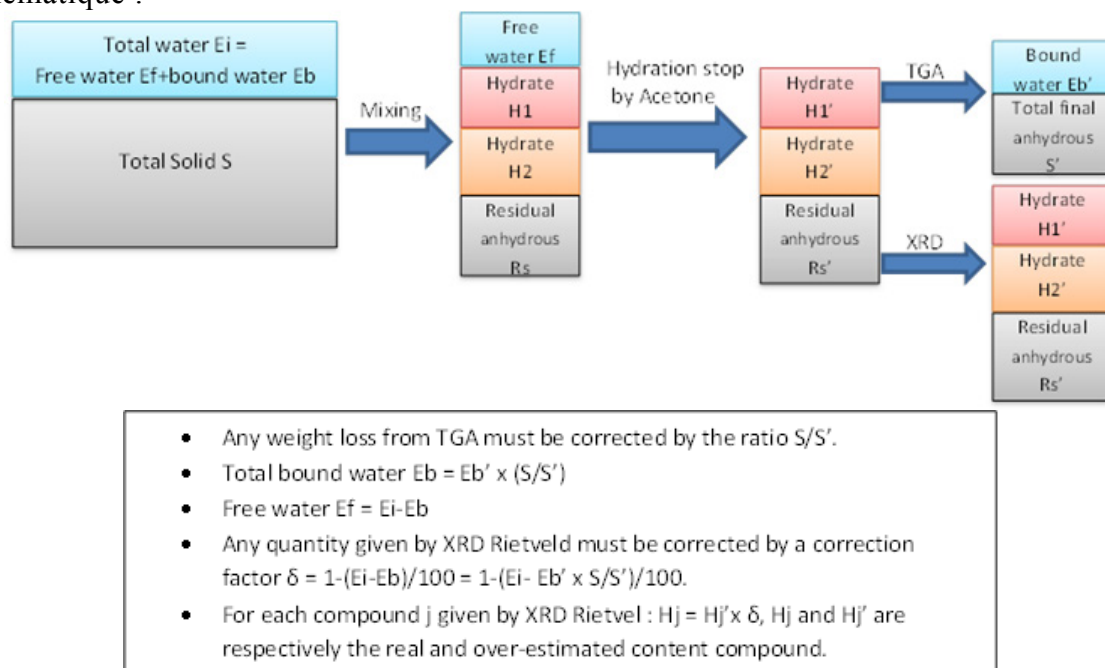 Total water Ei =
Free water Ef+bound water Eb
Total Solid S
Mixing
Free
water Ef
Hydrate
H1
Hydrate
H2
Residual
anhydrous
Rs
Hydration stop
by Acetone
Hydrate
H1'
Hydrate
H2'
Residual
anhydrous
Rs'
TGA
XRD
Bound
water Eb'
Total final
anhydrous
S'
Hydrate
H1'
Hydrate
H2'
Residual
anhydrous
Rs'
• Any weight loss from TGA must be corrected by the ratio S/S'.
• Total bound water Eb = Eb' x (S/S')
• Free water Ef = Ei-Eb
• Any quantity given by XRD Rietveld must be corrected by a correction
factor δ = 1-(Ei-Eb)/100 = 1-(Ei- Eb' x S/S')/100.
• For each compound j given by XRD Rietvel : Hj = Hj'x δ, Hj and Hj' are
respectively the real and over-estimated content compound.